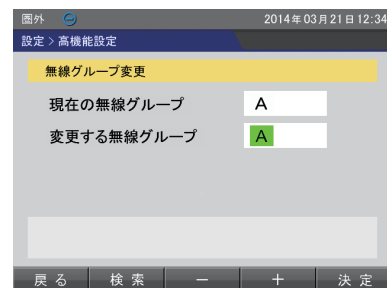 圏外 2014年03月21日12:34
設定 > 高機能設定
無線グループ変更
現在の無線グループ A
変更する無線グループ A
戻る 検索 － ＋ 決定